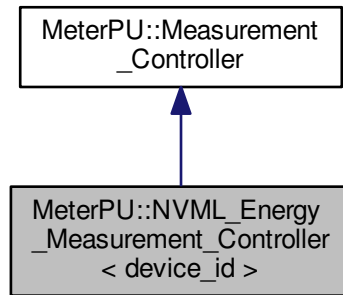 MeterPU::Measurement
_Controller
MeterPU::NVML_Energy
_Measurement_Controller
< device_id >